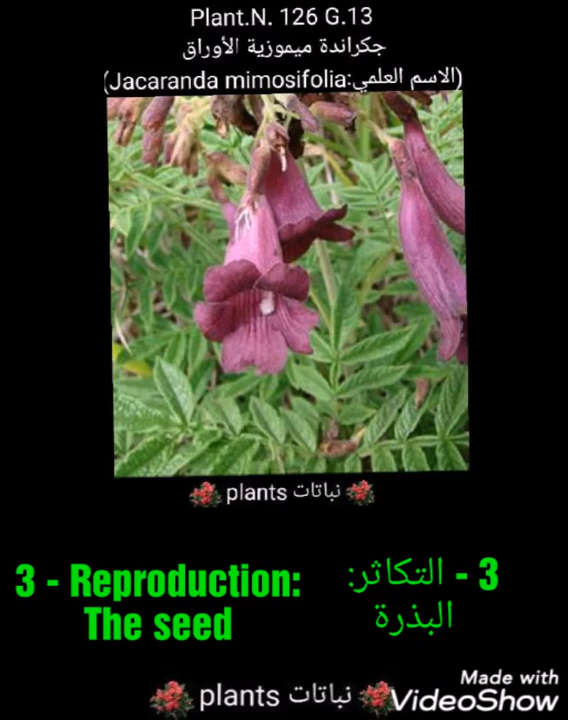 Plant.N. 126 G.13
جكراندة ميموزية الأوراق
(الاسم العلمي:Jacaranda mimosifolia)
plants نباتات
3 - Reproduction:
The seed
3 - التكاثر:
البذرة
plants نباتات
Made with
VideoShow